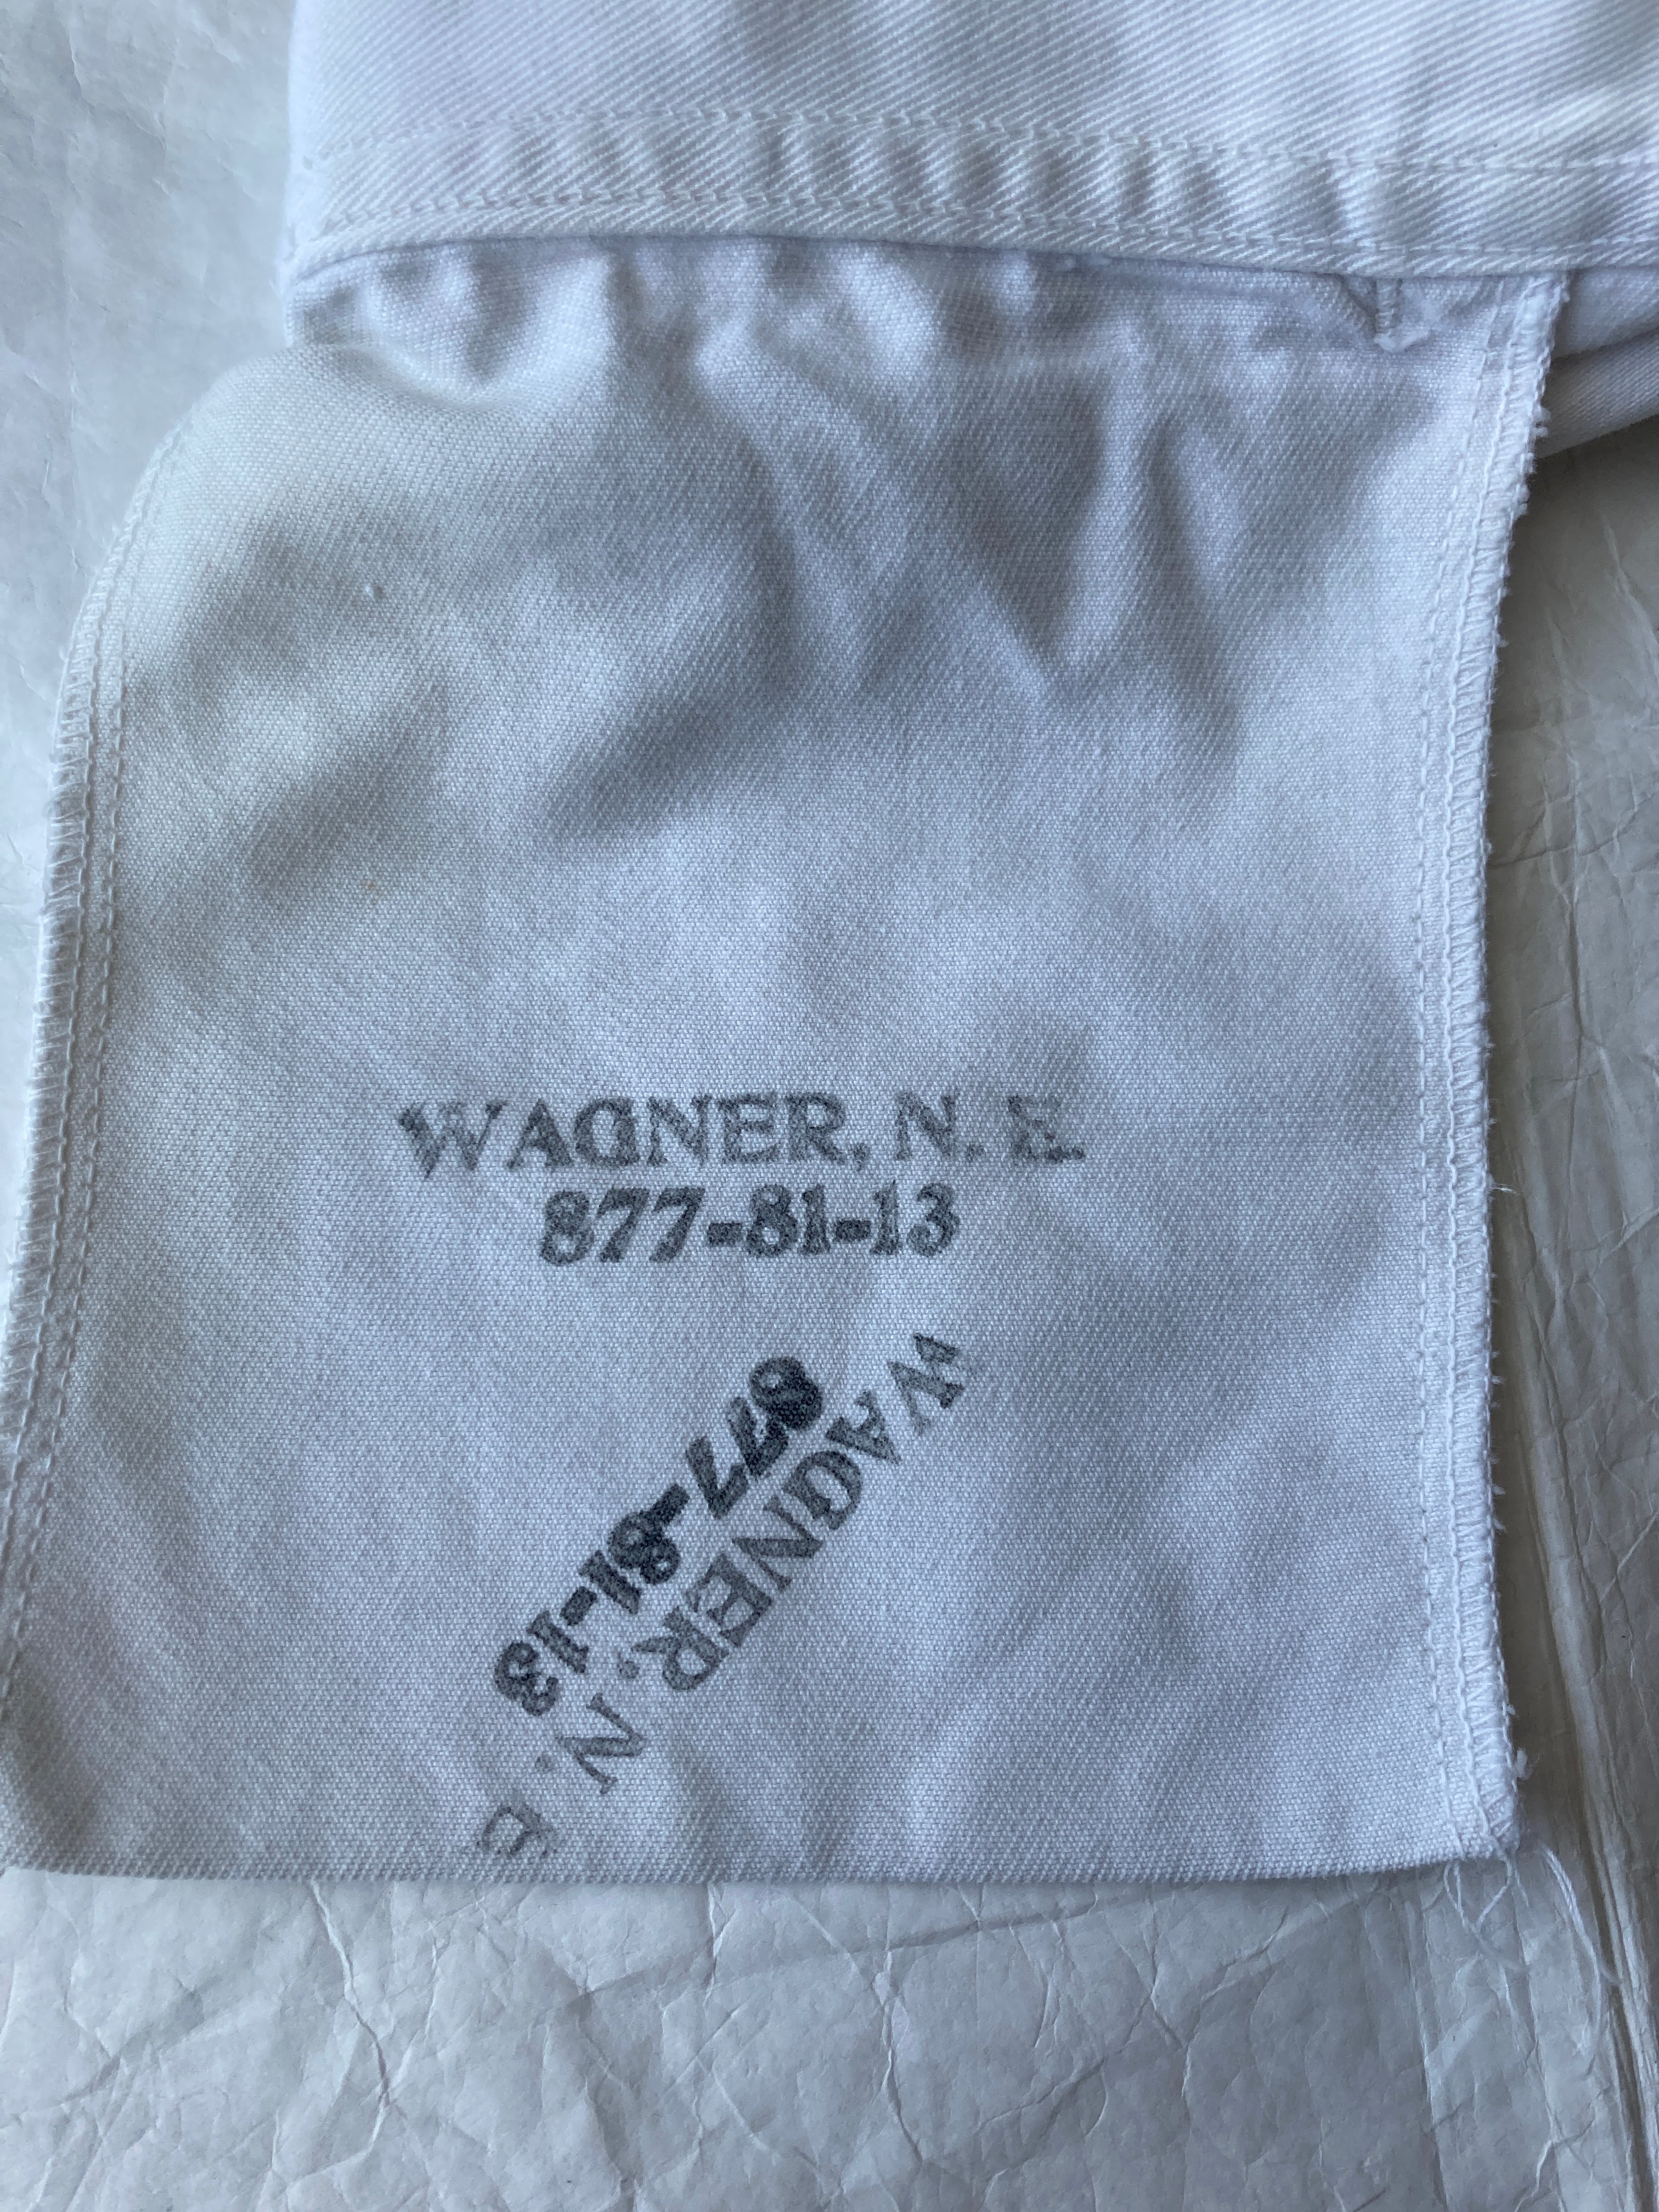 WAGNER, N. E.
877-81-13
WAGNER, N. E
877-81-13